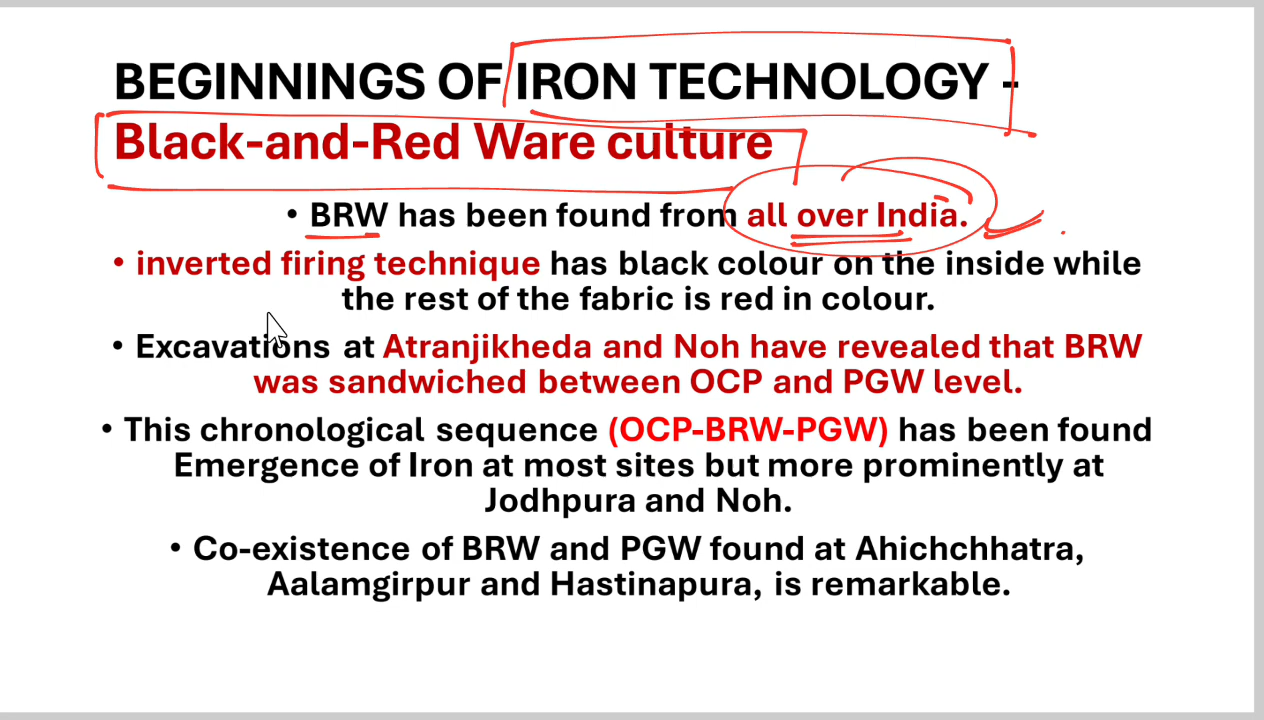 BEGINNINGS OF IRON TECHNOLOGY -
Black-and-Red Ware culture
• BRW has been found from all over India.
• inverted firing technique has black colour on the inside while
the rest of the fabric is red in colour.
• Excavations at Atranjikheda and Noh have revealed that BRW
was sandwiched between OCP and PGW level.
• This chronological sequence (OCP-BRW-PGW) has been found
Emergence of Iron at most sites but more prominently at
Jodhpura and Noh.
• Co-existence of BRW and PGW found at Ahichchhatra,
Aalamgirpur and Hastinapura, is remarkable.